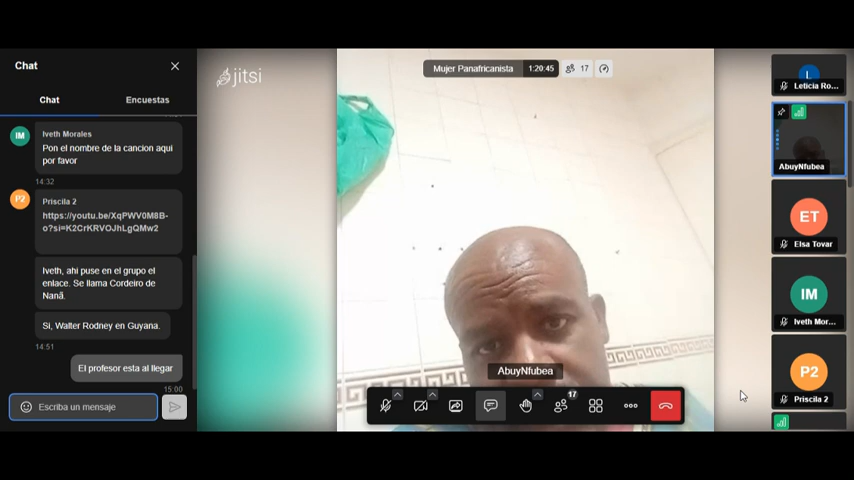 Chat
Chat
Encuestas
IM
Iveth Morales
Pon el nombre de la cancion aqui
por favor
14:32
P2
Priscila 2
https://youtu.be/XqPWV0M8B-
o?si=K2CrKRVOJhLgQMw2
Iveth, ahi puse en el grupo el
enlace. Se llama Cordeiro de
Nanã.
Si, Walter Rodney en Guyana.
14:51
El profesor esta al llegar
15:00
Escriba un mensaje
jitsi
Mujer Panafricanista
1:20:45
17
AbuyNfubea
17
L
Leticia Ro...
AbuyNfubea
ET
Elsa Tovar
IM
Iveth Mor...
P2
Priscila 2